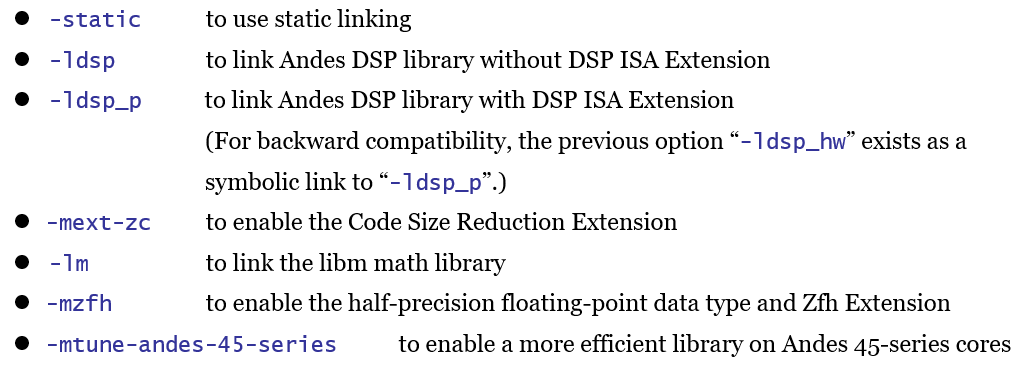 ● -static to use static linking
● -ldsp to link Andes DSP library without DSP ISA Extension
● -ldsp_p to link Andes DSP library with DSP ISA Extension
(For backward compatibility, the previous option “-ldsp_hw” exists as a
symbolic link to “-ldsp_p”.)
● -mext-zc to enable the Code Size Reduction Extension
● -lm to link the libm math library
● -mzfh to enable the half-precision floating-point data type and Zfh Extension
● -mtune-andes-45-series to enable a more efficient library on Andes 45-series cores